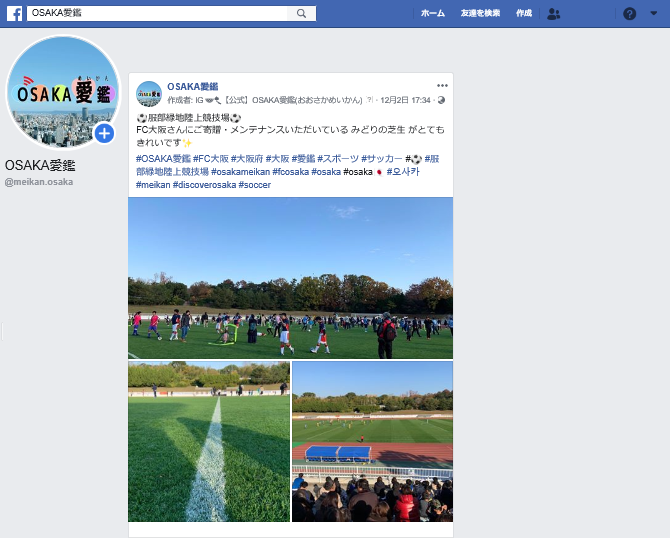 OSAKA愛鑑
ホーム 友達を検索 作成
めいかん
OSAKA愛鑑
OSAKA愛鑑
@meikan.osaka
OSAKA愛鑑
作成者: IG【公式】OSAKA愛鑑(おおさかめいかん) · 12月2日 17:34 ·
⚽服部緑地陸上競技場⚽
FC大阪さんにご寄贈・メンテナンスいただいている みどりの芝生 がとても
きれいです✨
#OSAKA愛鑑 #FC大阪 #大阪府 #大阪 #愛鑑 #スポーツ #サッカー #⚽ #服
部緑地陸上競技場 #osakameikan #fcosaka #osaka #osaka #오사카
#meikan #discoverosaka #soccer